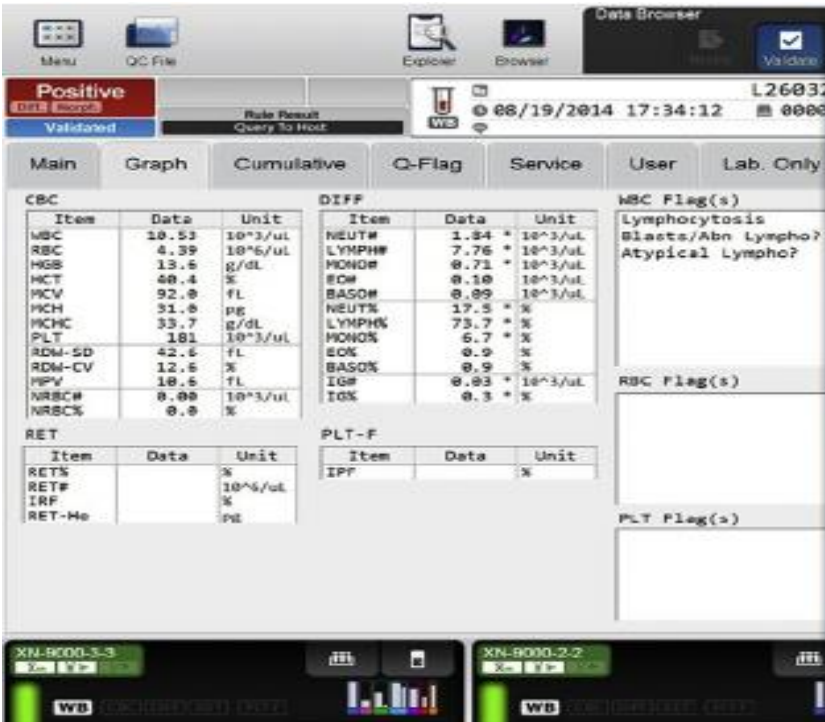 Data Browser
Menu QC File Explorer Browser Validate
Positive
Diff. Morph.
Validated
Rule Result
Query To Host
WB
L26032
08/19/2014 17:34:12
0000
Main Graph Cumulative Q-Flag Service User Lab. Only
CBC
Item Data Unit
WBC 10.53 10^3/uL
RBC 4.39 10^6/uL
HGB 13.6 g/dL
HCT 40.4 %
MCV 92.0 fL
MCH 31.0 pg
MCHC 33.7 g/dL
PLT 181 10^3/uL
RDW-SD 42.6 fL
RDW-CV 12.6 %
MPV 10.6 fL
NRBC# 0.00 10^3/uL
NRBC% 0.0 %
DIFF
Item Data Unit
NEUT# 1.84 * 10^3/uL
LYMPH# 7.76 * 10^3/uL
MONO# 0.71 * 10^3/uL
EO# 0.10 10^3/uL
BASO# 0.09 10^3/uL
NEUT% 17.5 * %
LYMPH% 73.7 * %
MONO% 6.7 * %
EO% 0.9 %
BASO% 0.9 %
IG# 0.03 * 10^3/uL
IG% 0.3 * %
WBC Flag(s)
Lymphocytosis
Blasts/Abn Lympho?
Atypical Lympho?
RBC Flag(s)
PLT Flag(s)
RET
Item Data Unit
RET% %
RET# 10^6/uL
IRF %
RET-He pg
PLT-F
Item Data Unit
IPF %
XN-9000-3-3
WB
XN-9000-2-2
WB